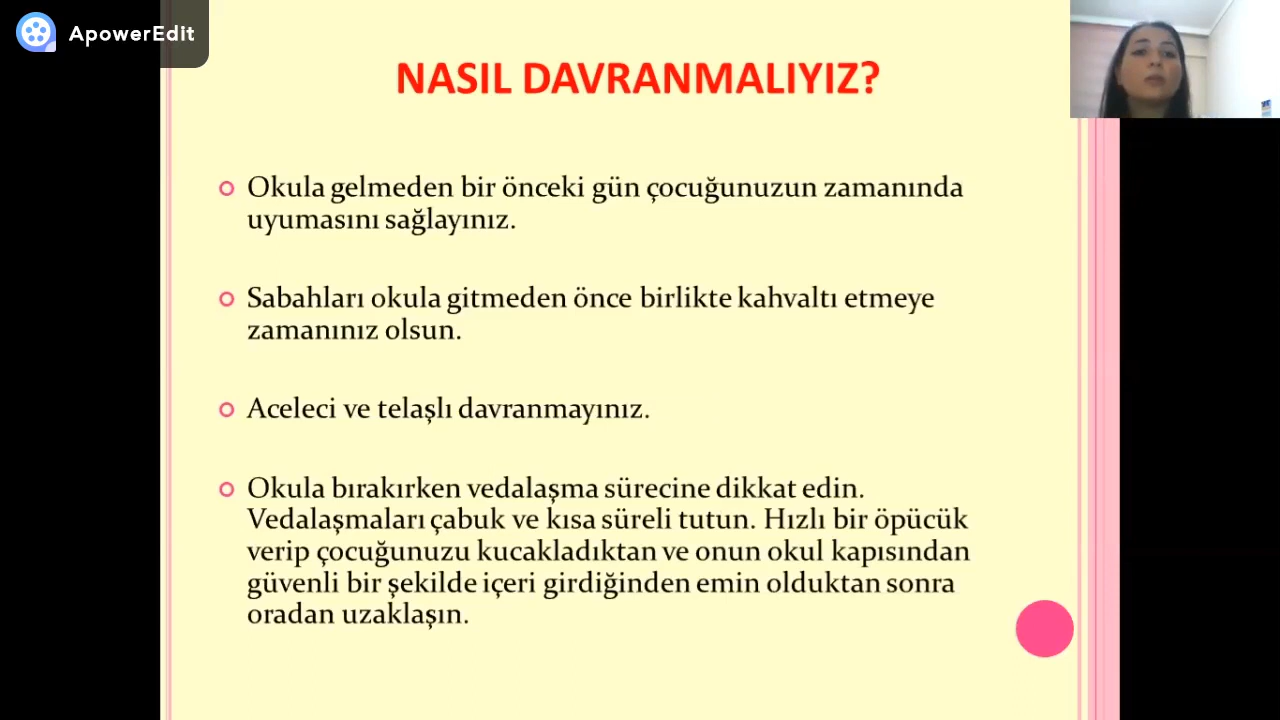 ApowerEdit
NASIL DAVRANMALIYIZ?
Okula gelmeden bir önceki gün çocuğunuzun zamanında
uyumasını sağlayınız.
Sabahları okula gitmeden önce birlikte kahvaltı etmeye
zamanınız olsun.
Aceleci ve telaşlı davranmayınız.
Okula bırakırken vedalaşma sürecine dikkat edin.
Vedalaşmaları çabuk ve kısa süreli tutun. Hızlı bir öpücük
verip çocuğunuzu kucakladıktan ve onun okul kapısından
güvenli bir şekilde içeri girdiğinden emin olduktan sonra
oradan uzaklaşın.